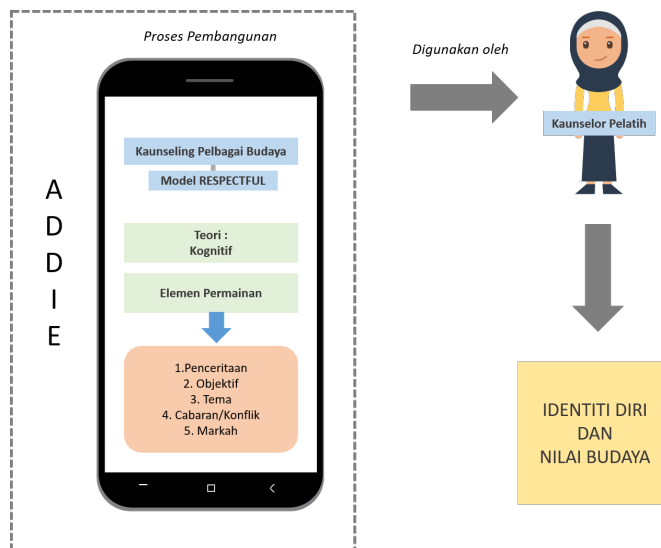 Proses Pembangunan
A
D
D
I
E
Kaunseling Pelbagai Budaya
Model RESPECTFUL
Teori :
Kognitif
Elemen Permainan
1.Penceritaan
2. Objektif
3. Tema
4. Cabaran/Konflik
5. Markah
Digunakan oleh
Kaunselor Pelatih
IDENTITI DIRI
DAN
NILAI BUDAYA